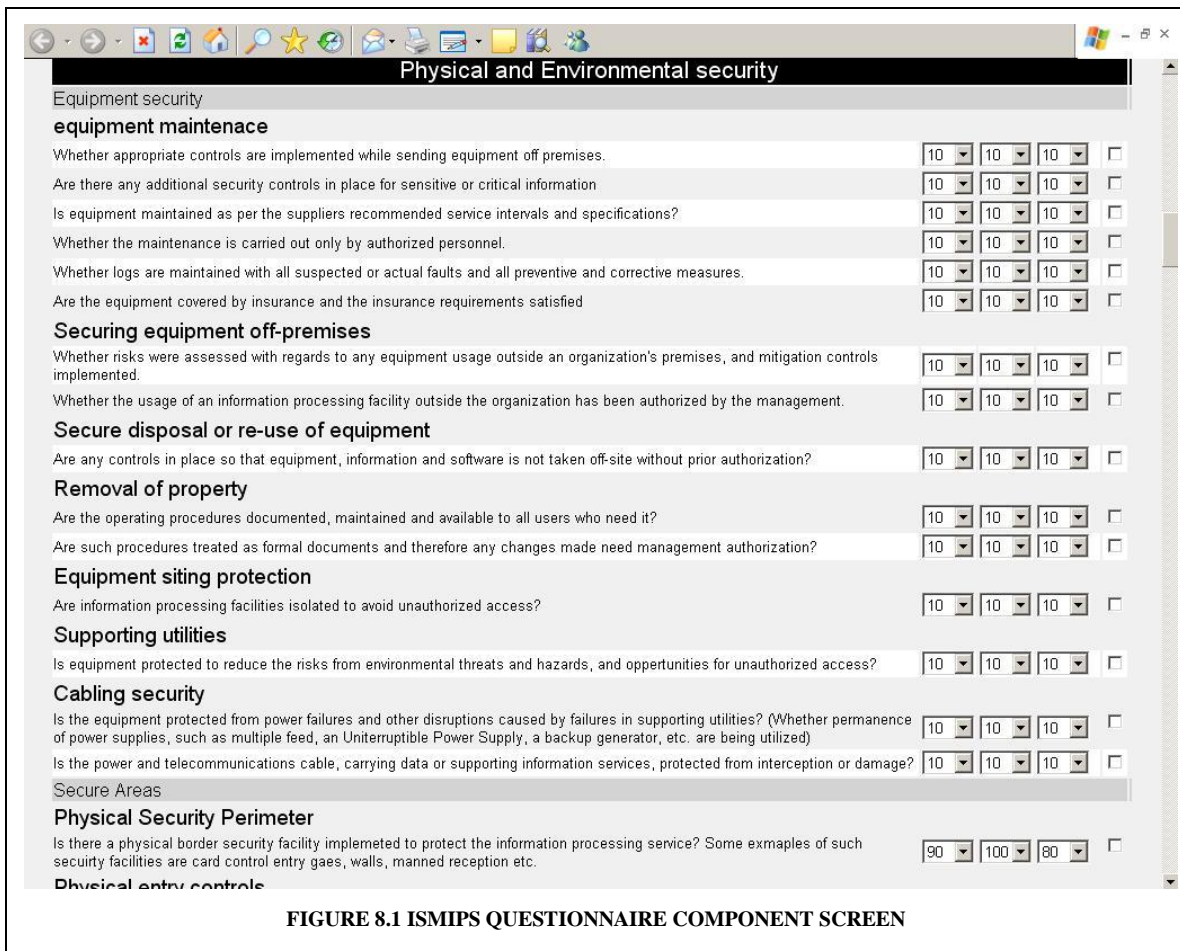 Physical and Environmental security
Equipment security
equipment maintenace
Whether appropriate controls are implemented while sending equipment off premises. 10 10 10
Are there any additional security controls in place for sensitive or critical information 10 10 10
Is equipment maintained as per the suppliers recommended service intervals and specifications? 10 10 10
Whether the maintenance is carried out only by authorized personnel. 10 10 10
Whether logs are maintained with all suspected or actual faults and all preventive and corrective measures. 10 10 10
Are the equipment covered by insurance and the insurance requirements satisfied 10 10 10
Securing equipment off-premises
Whether risks were assessed with regards to any equipment usage outside an organization's premises, and mitigation controls
implemented. 10 10 10
Whether the usage of an information processing facility outside the organization has been authorized by the management. 10 10 10
Secure disposal or re-use of equipment
Are any controls in place so that equipment, information and software is not taken off-site without prior authorization? 10 10 10
Removal of property
Are the operating procedures documented, maintained and available to all users who need it? 10 10 10
Are such procedures treated as formal documents and therefore any changes made need management authorization? 10 10 10
Equipment siting protection
Are information processing facilities isolated to avoid unauthorized access? 10 10 10
Supporting utilities
Is equipment protected to reduce the risks from environmental threats and hazards, and oppertunities for unauthorized access? 10 10 10
Cabling security
Is the equipment protected from power failures and other disruptions caused by failures in supporting utilities? (Whether permanence
of power supplies, such as multiple feed, an Uniterruptible Power Supply, a backup generator, etc. are being utilized) 10 10 10
Is the power and telecommunications cable, carrying data or supporting information services, protected from interception or damage? 10 10 10
Secure Areas
Physical Security Perimeter
Is there a physical border security facility implemeted to protect the information processing service? Some exmaples of such
secuirty facilities are card control entry gaes, walls, manned reception etc. 90 100 80
Physical entry controls
FIGURE 8.1 ISMIPS QUESTIONNAIRE COMPONENT SCREEN